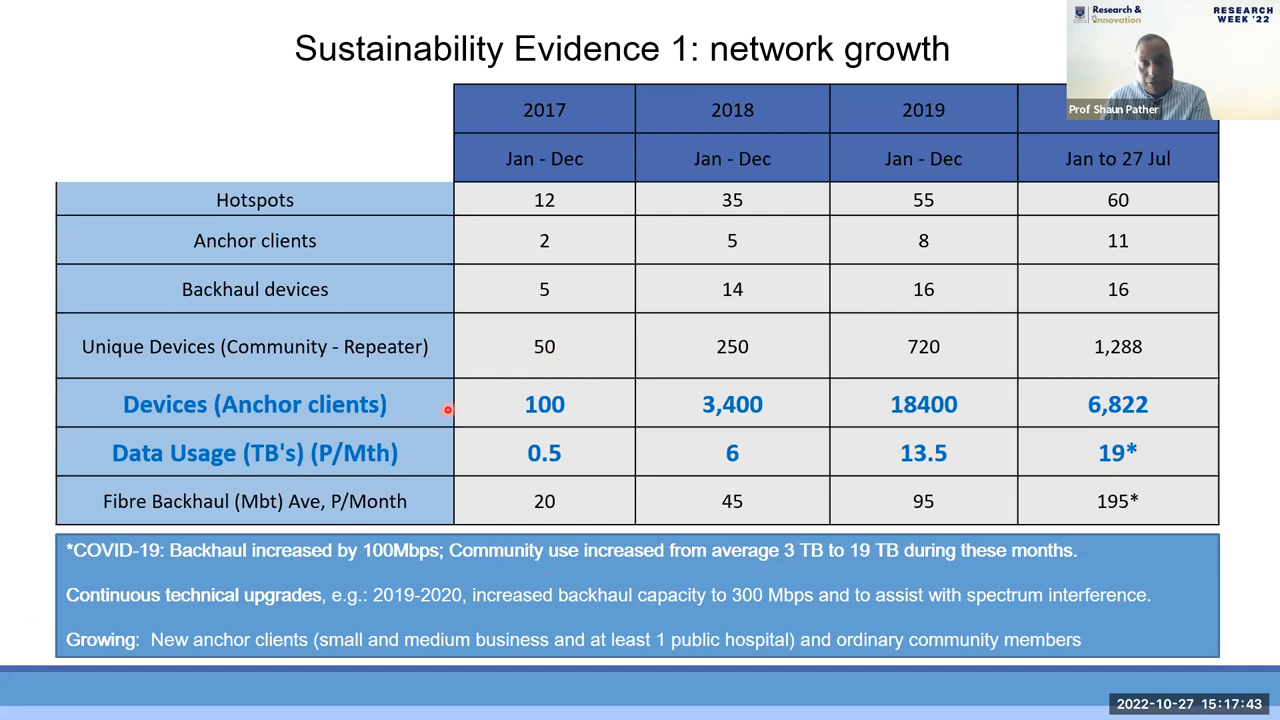 Research &
Innovation
RESEARCH
WEEK '22
Prof Shaun Pather
Sustainability Evidence 1: network growth
2017 2018 2019
Jan - Dec Jan - Dec Jan - Dec Jan to 27 Jul
Hotspots 12 35 55 60
Anchor clients 2 5 8 11
Backhaul devices 5 14 16 16
Unique Devices (Community - Repeater) 50 250 720 1,288
Devices (Anchor clients) 100 3,400 18400 6,822
Data Usage (TB's) (P/Mth) 0.5 6 13.5 19*
Fibre Backhaul (Mbt) Ave, P/Month 20 45 95 195*
*COVID-19: Backhaul increased by 100Mbps; Community use increased from average 3 TB to 19 TB during these months.
Continuous technical upgrades, e.g.: 2019-2020, increased backhaul capacity to 300 Mbps and to assist with spectrum interference.
Growing: New anchor clients (small and medium business and at least 1 public hospital) and ordinary community members
2022-10-27 15:17:43